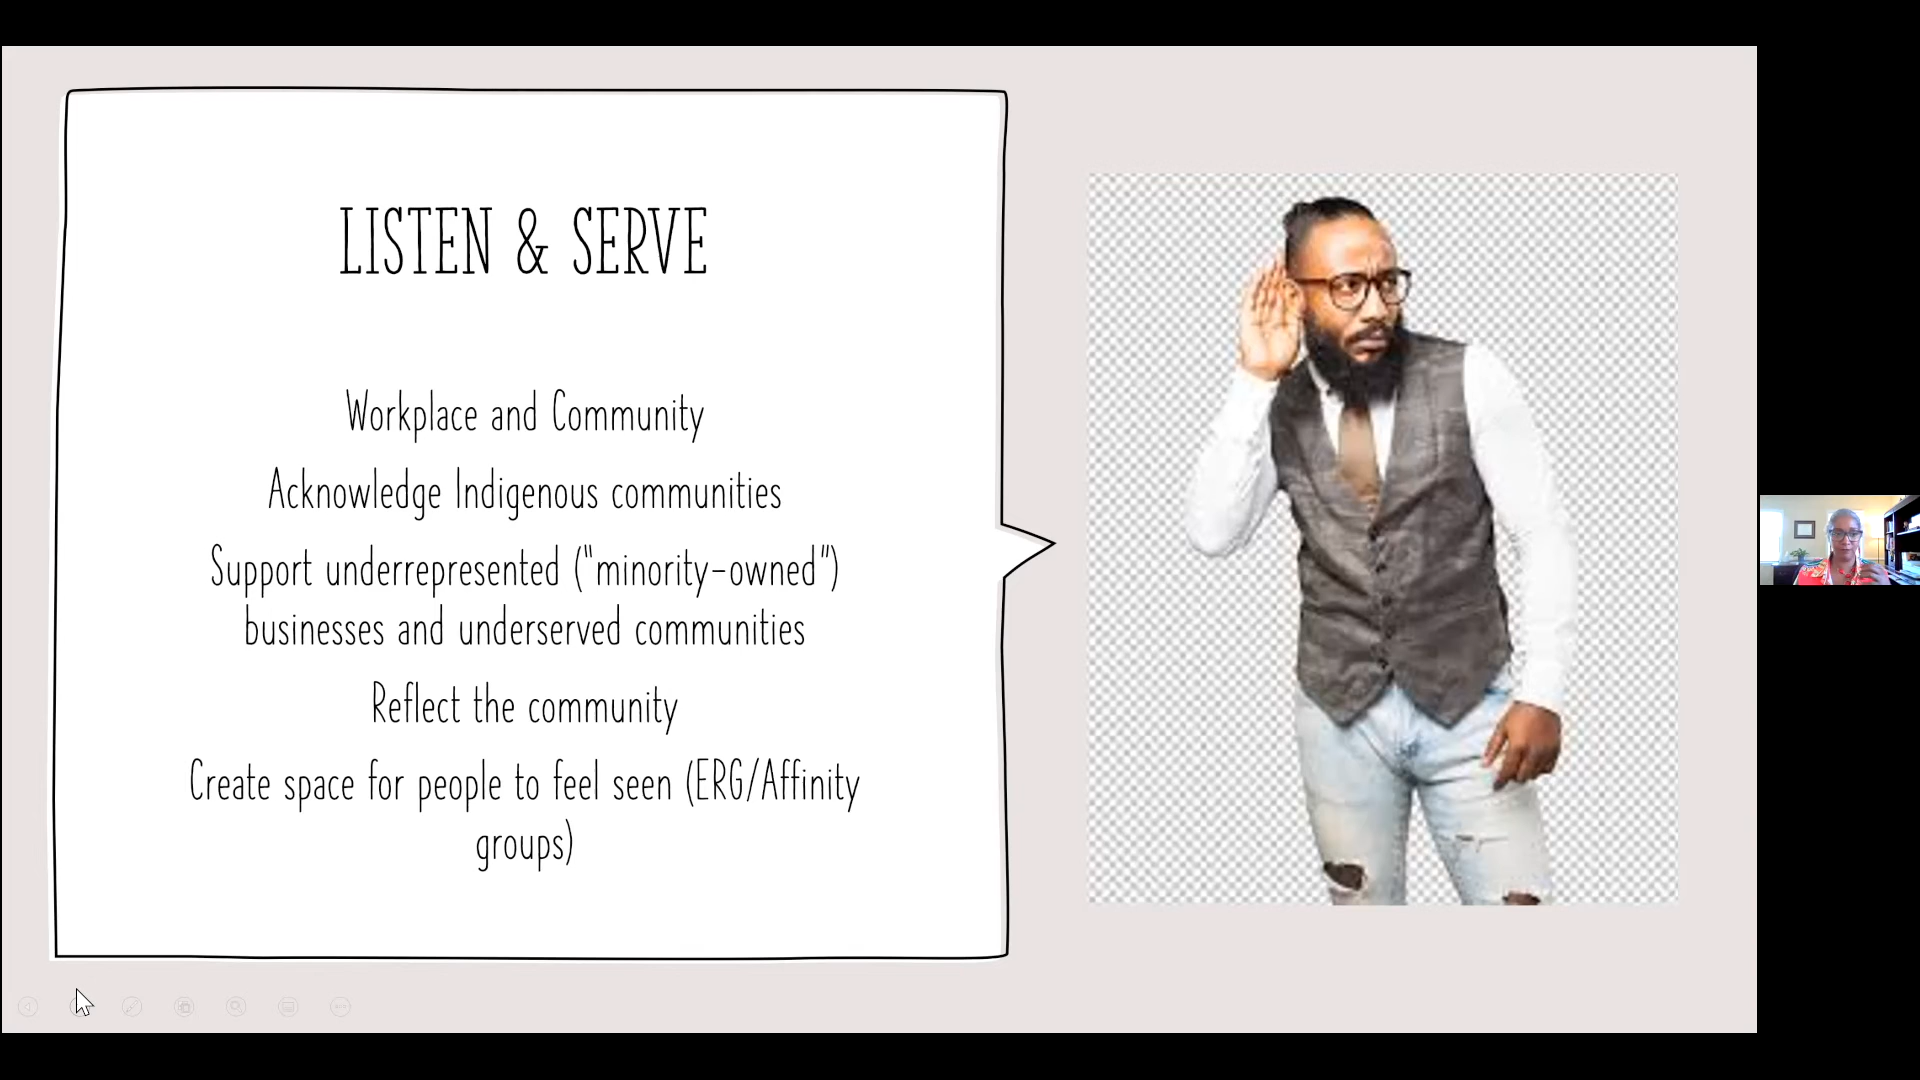 LISTEN & SERVE
Workplace and Community
Acknowledge Indigenous communities
Support underrepresented ("minority-owned")
businesses and underserved communities
Reflect the community
Create space for people to feel seen (ERG/Affinity
groups)